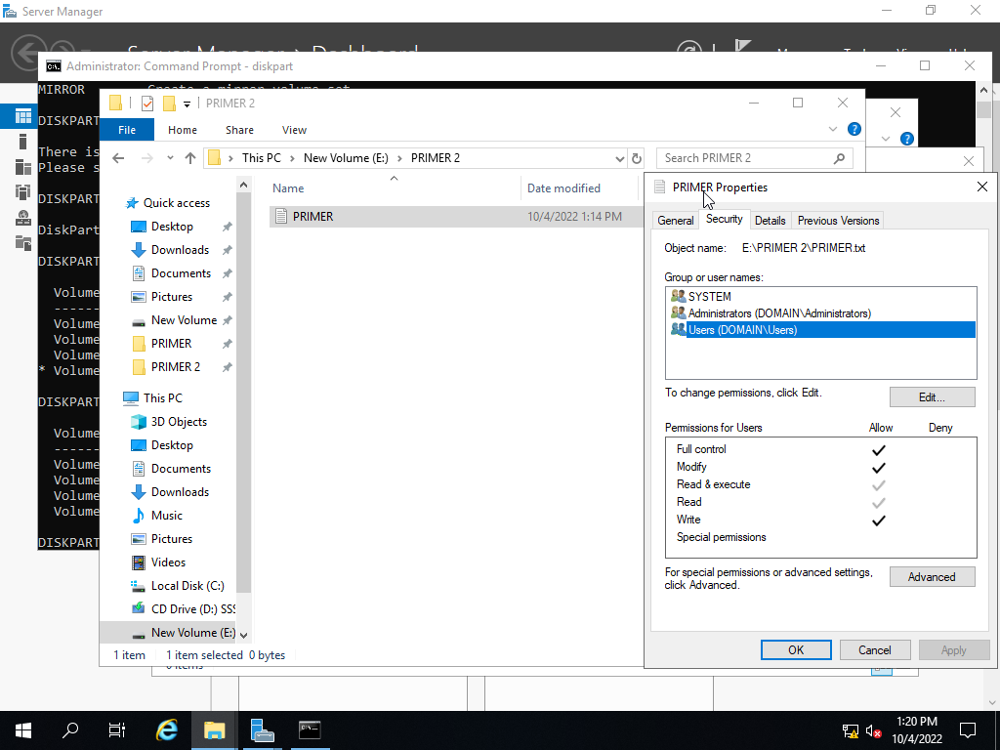 Server Manager
Server Manager › Dashboard
Administrator: Command Prompt - diskpart
MIRROR
DISKPART
There is
Please s
DISKPART
DiskPart
DISKPART
Volume
Volume
Volume
Volume
* Volume
DISKPART
Volume
Volume
Volume
Volume
Volume
DISKPART
PRIMER 2
File
Home
Share
View
This PC
New Volume (E:)
PRIMER 2
Search PRIMER 2
Quick access
Desktop
Downloads
Documents
Pictures
New Volume
PRIMER
PRIMER 2
This PC
3D Objects
Desktop
Documents
Downloads
Music
Pictures
Videos
Local Disk (C:)
CD Drive (D:) SSS
New Volume (E:)
Name
Date modified
PRIMER
10/4/2022 1:14 PM
1 item
1 item selected 0 bytes
PRIMER Properties
General
Security
Details
Previous Versions
Object name: E:\PRIMER 2\PRIMER.txt
Group or user names:
SYSTEM
Administrators (DOMAIN\Administrators)
Users (DOMAIN\Users)
To change permissions, click Edit.
Edit...
Permissions for Users
Allow
Deny
Full control
Modify
Read & execute
Read
Write
Special permissions
For special permissions or advanced settings,
click Advanced.
Advanced
OK
Cancel
Apply
1:20 PM
10/4/2022